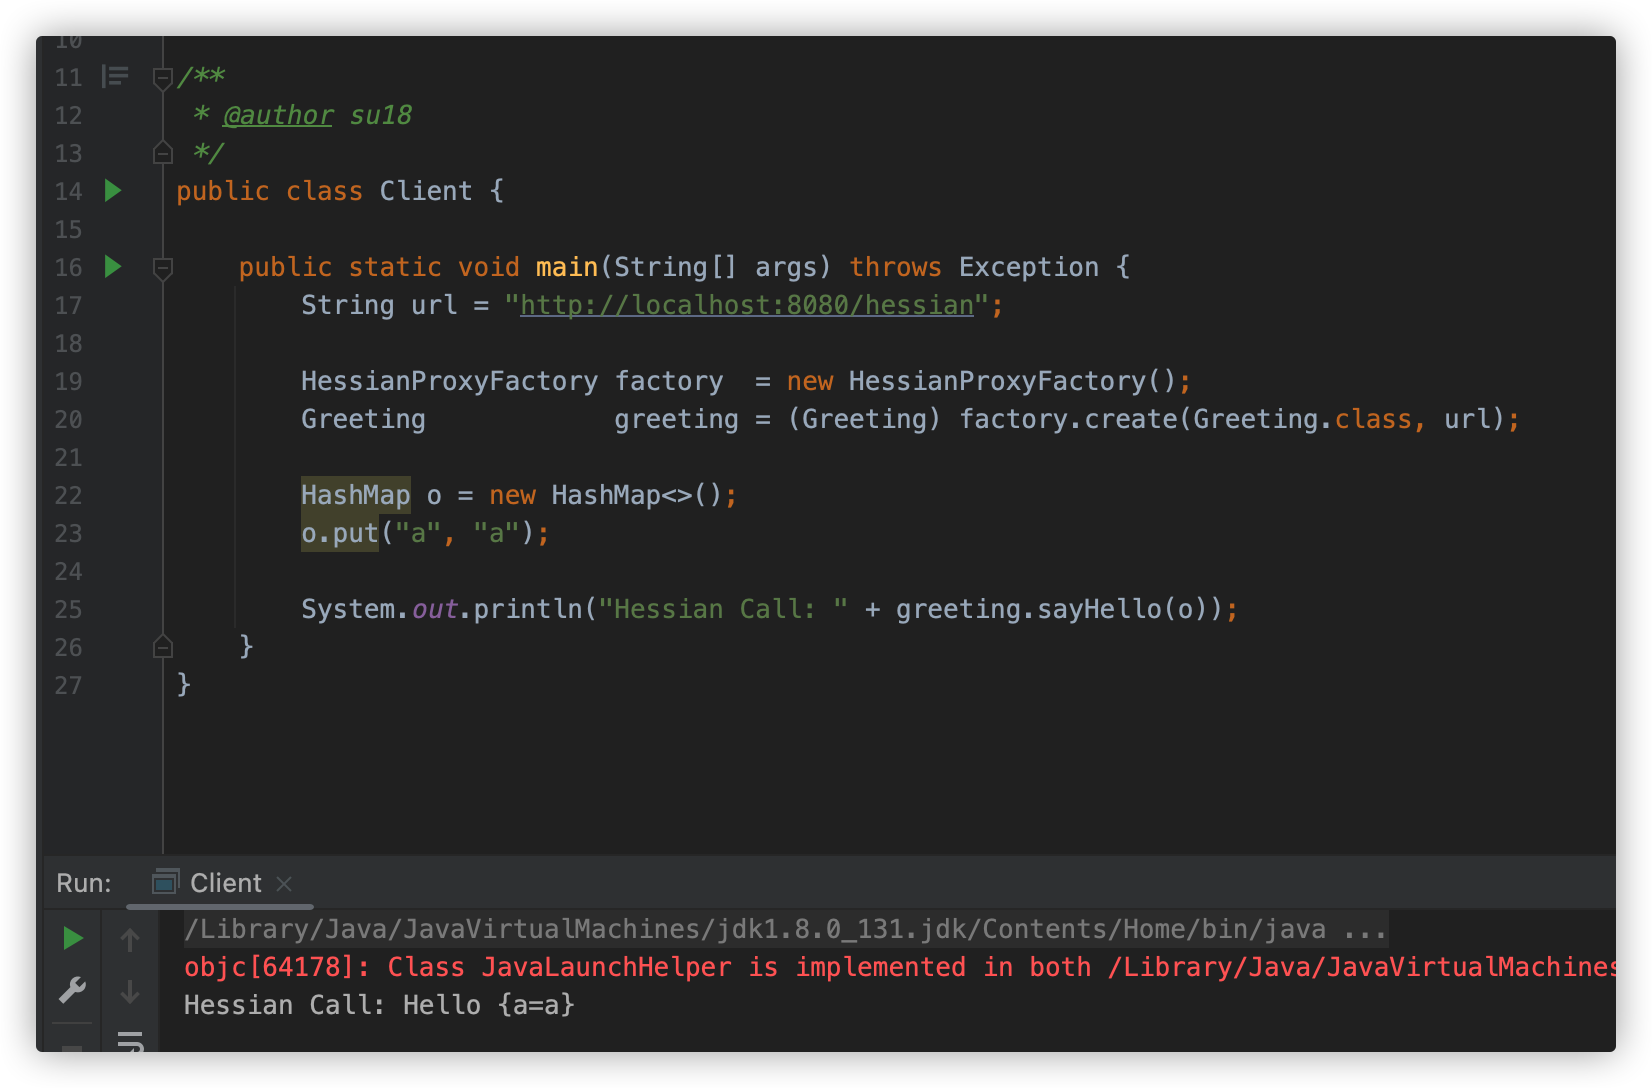 10
11 /**
12 * @author su18
13 */
14 public class Client {
15
16 public static void main(String[] args) throws Exception {
17 String url = "http://localhost:8080/hessian";
18
19 HessianProxyFactory factory = new HessianProxyFactory();
20 Greeting greeting = (Greeting) factory.create(Greeting.class, url);
21
22 HashMap o = new HashMap<>();
23 o.put("a", "a");
24
25 System.out.println("Hessian Call: " + greeting.sayHello(o));
26 }
27 }
Run: Client
/Library/Java/JavaVirtualMachines/jdk1.8.0_131.jdk/Contents/Home/bin/java ...
objc[64178]: Class JavaLaunchHelper is implemented in both /Library/Java/JavaVirtualMachines
Hessian Call: Hello {a=a}